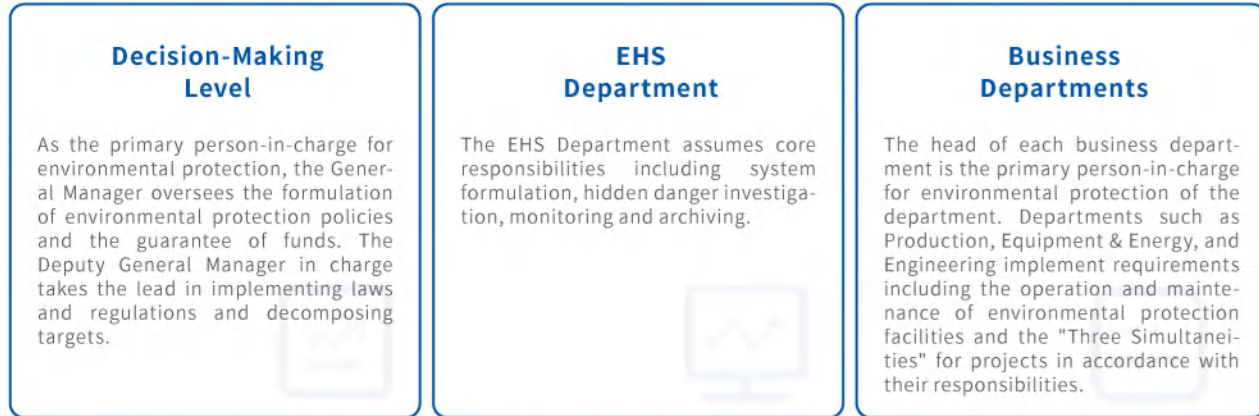 Decision-Making
Level
As the primary person-in-charge for
environmental protection, the Gener-
al Manager oversees the formulation
of environmental protection policies
and the guarantee of funds. The
Deputy General Manager in charge
takes the lead in implementing laws
and regulations and decomposing
targets.
EHS
Department
The EHS Department assumes core
responsibilities including system
formulation, hidden danger investiga-
tion, monitoring and archiving.
Business
Departments
The head of each business depart-
ment is the primary person-in-charge
for environmental protection of the
department. Departments such as
Production, Equipment & Energy, and
Engineering implement requirements
including the operation and mainte-
nance of environmental protection
facilities and the "Three Simultanei-
ties" for projects in accordance with
their responsibilities.